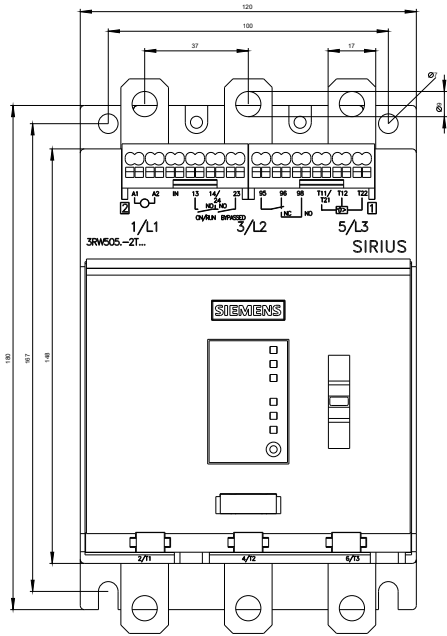 120
100
37
17
Ø7
Ø9
180
167
148
A1 A2 IN 13 14/ 23 95 96 98 T11/ T12 T22
24 T21
NO NO NC NO
ON/RUN BYPASSED
2 1
1/L1 3/L2 5/L3
3RW505.-2T... SIRIUS
SIEMENS
2/T1 4/T2 6/T3